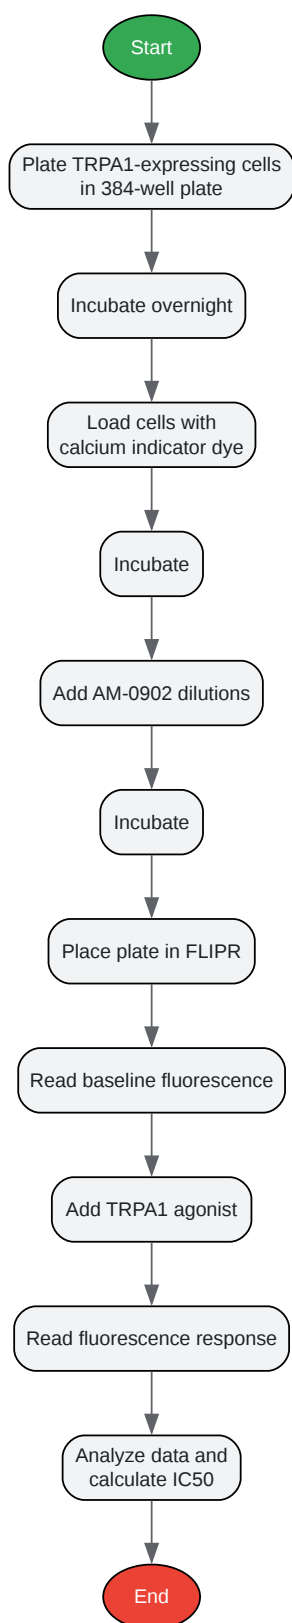 Start
Plate TRPA1-expressing cells
in 384-well plate
Incubate overnight
Load cells with
calcium indicator dye
Incubate
Add AM-0902 dilutions
Incubate
Place plate in FLIPR
Read baseline fluorescence
Add TRPA1 agonist
Read fluorescence response
Analyze data and
calculate IC50
End